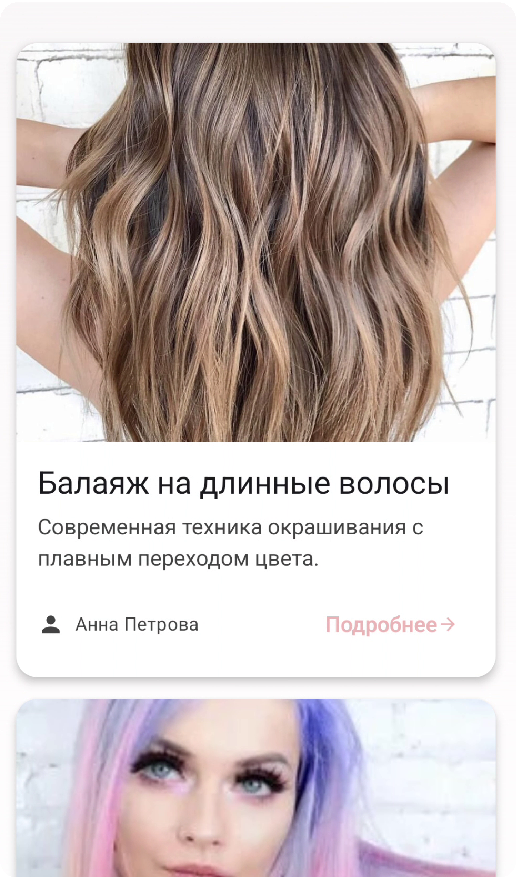 Балаяж на длинные волосы
Современная техника окрашивания с
плавным переходом цвета.
Анна Петрова
Подробнее